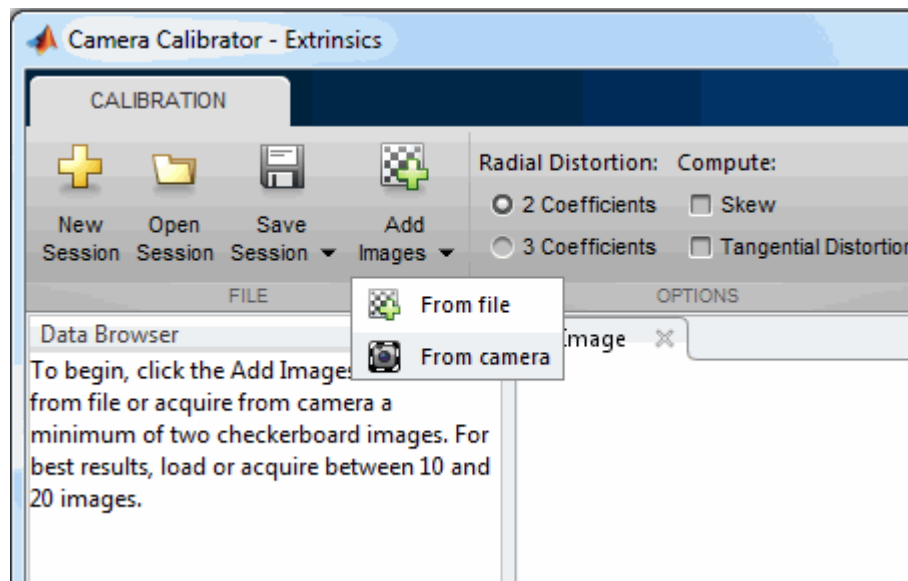 Camera Calibrator - Extrinsics
CALIBRATION
New Session
Open Session
Save Session
Add Images
Radial Distortion:
2 Coefficients
3 Coefficients
Compute:
Skew
Tangential Distortion
FILE
OPTIONS
From file
From camera
Data Browser
Image
To begin, click the Add Images
from file or acquire from camera a
minimum of two checkerboard images. For
best results, load or acquire between 10 and
20 images.